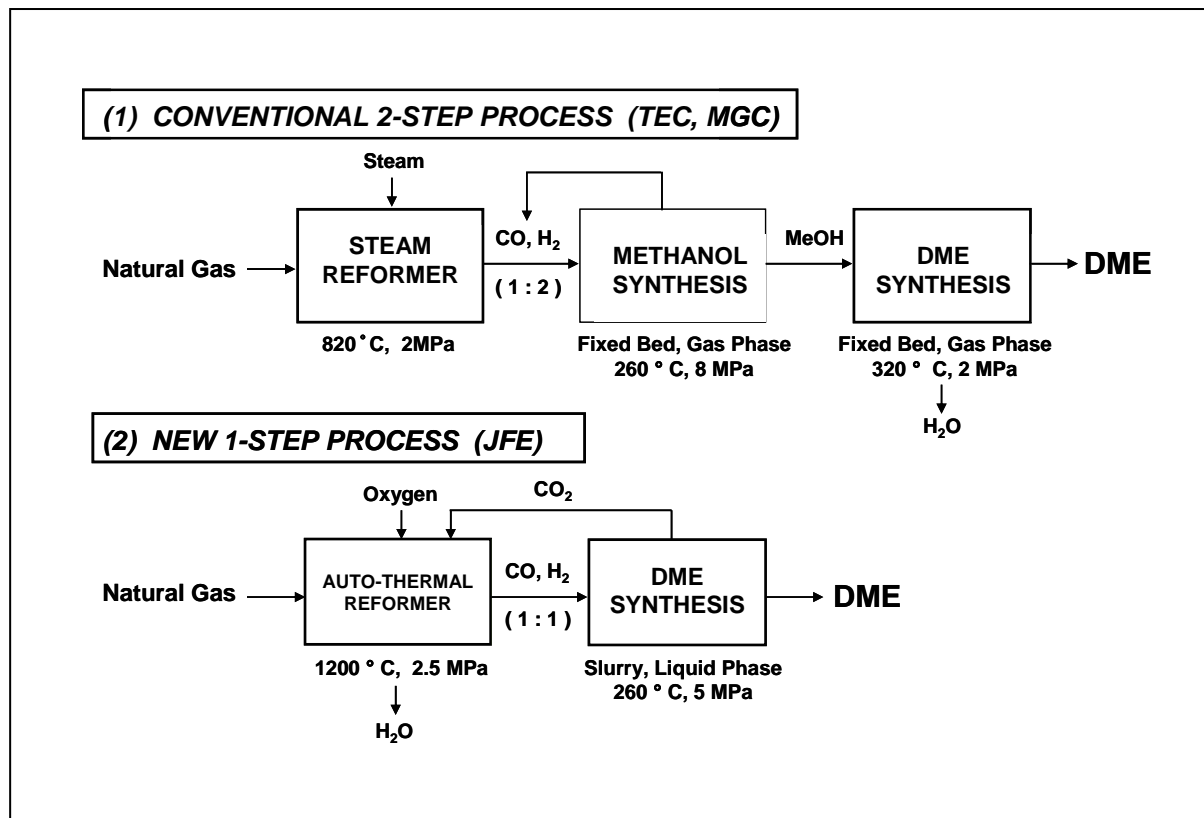 (1) CONVENTIONAL 2-STEP PROCESS (TEC, MGC)
Steam
Natural Gas
STEAM
REFORMER
820°C, 2MPa
CO, H₂
(1 : 2)
METHANOL
SYNTHESIS
Fixed Bed, Gas Phase
260 ° C, 8 MPa
MeOH
DME
SYNTHESIS
Fixed Bed, Gas Phase
320 ° C, 2 MPa
H₂O
DME
(2) NEW 1-STEP PROCESS (JFE)
Oxygen
CO₂
Natural Gas
AUTO-THERMAL
REFORMER
1200 ° C, 2.5 MPa
H₂O
CO, H₂
(1 : 1)
DME
SYNTHESIS
Slurry, Liquid Phase
260 ° C, 5 MPa
DME